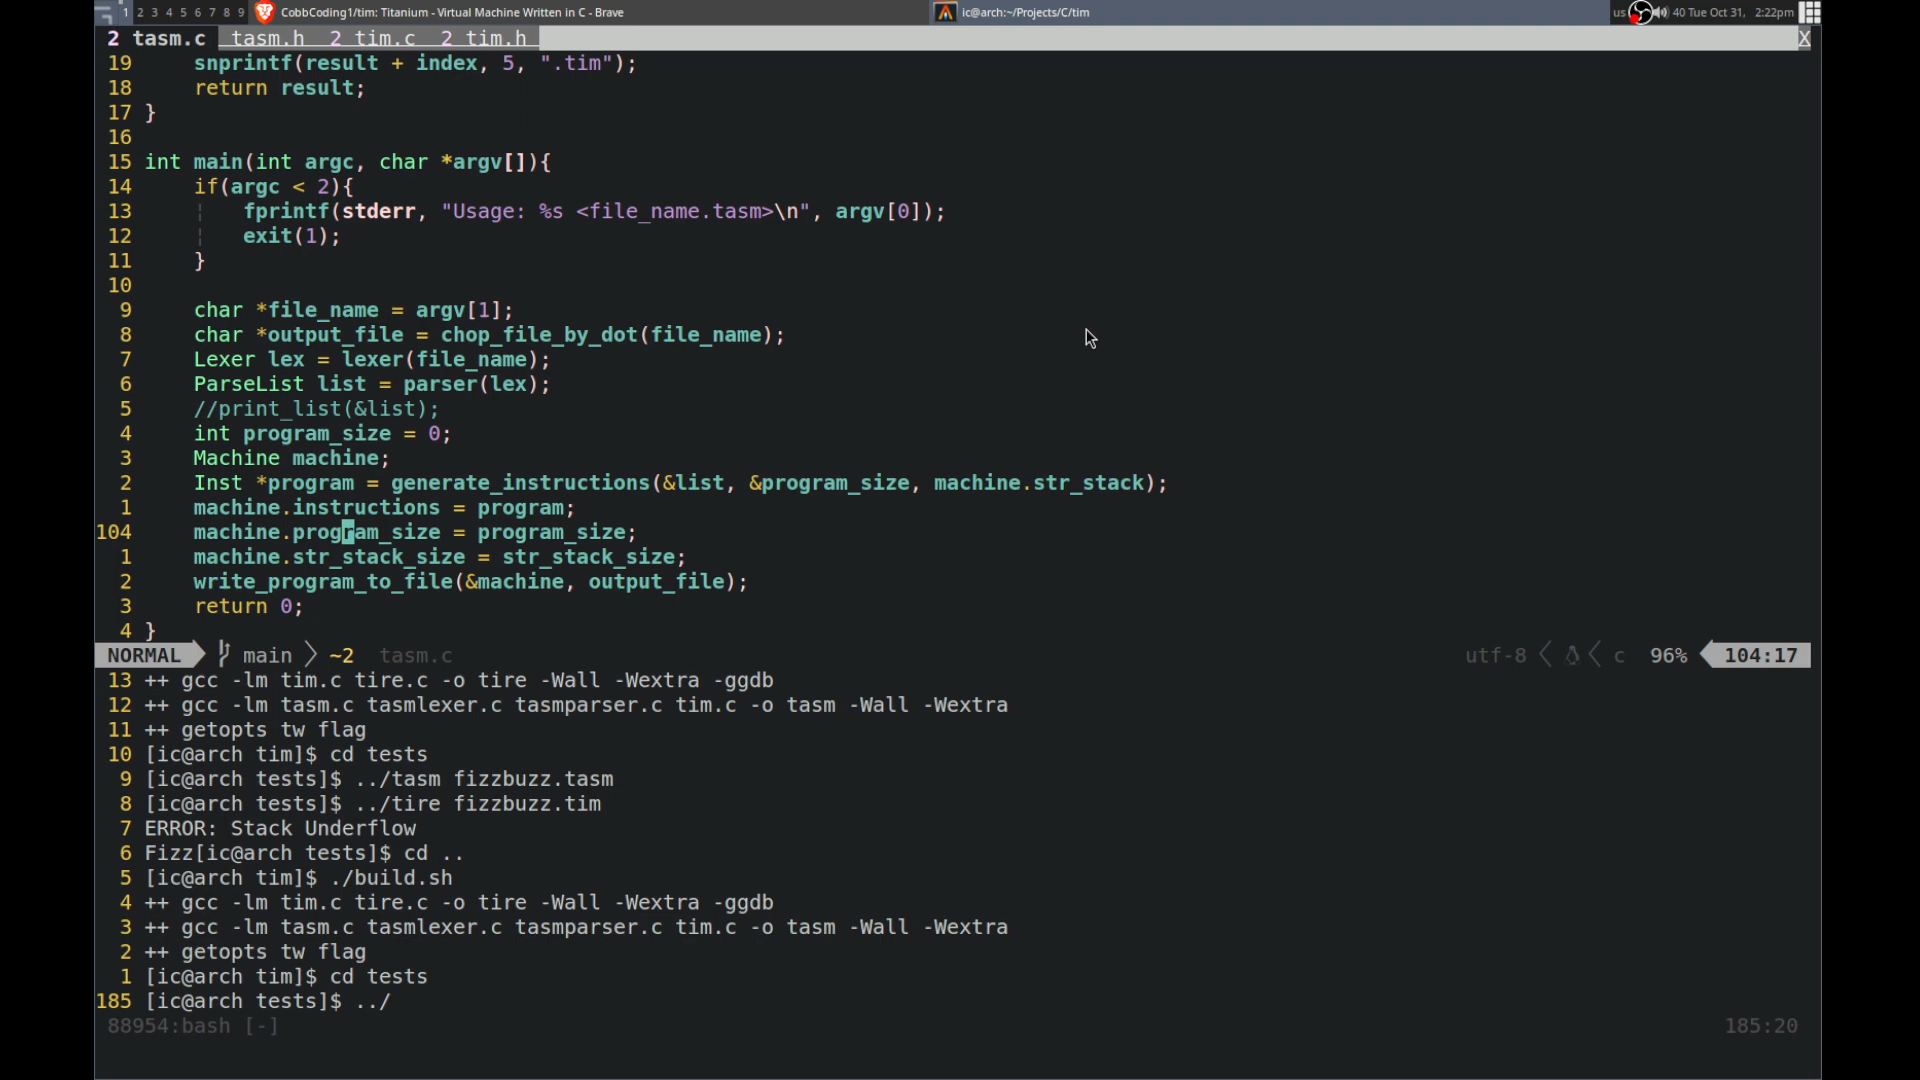 1 2 3 4 5 6 7 8 9 CobbCoding1/tim: Titanium - Virtual Machine Written in C - Brave ic@arch:~/Projects/C/tim us 40 Tue Oct 31, 2:22pm
2 tasm.c tasm.h 2 tim.c 2 tim.h X
19 snprintf(result + index, 5, ".tim");
18 return result;
17 }
16
15 int main(int argc, char *argv[]){
14 if(argc < 2){
13 ¦ fprintf(stderr, "Usage: %s <file_name.tasm>\n", argv[0]);
12 ¦ exit(1);
11 }
10
9 char *file_name = argv[1];
8 char *output_file = chop_file_by_dot(file_name);
7 Lexer lex = lexer(file_name);
6 ParseList list = parser(lex);
5 //print_list(&list);
4 int program_size = 0;
3 Machine machine;
2 Inst *program = generate_instructions(&list, &program_size, machine.str_stack);
1 machine.instructions = program;
104 machine.program_size = program_size;
1 machine.str_stack_size = str_stack_size;
2 write_program_to_file(&machine, output_file);
3 return 0;
4 }
NORMAL main ~2 tasm.c utf-8 c 96% 104:17
13 ++ gcc -lm tim.c tire.c -o tire -Wall -Wextra -ggdb
12 ++ gcc -lm tasm.c tasmlexer.c tasmparser.c tim.c -o tasm -Wall -Wextra
11 ++ getopts tw flag
10 [ic@arch tim]$ cd tests
9 [ic@arch tests]$ ../tasm fizzbuzz.tasm
8 [ic@arch tests]$ ../tire fizzbuzz.tim
7 ERROR: Stack Underflow
6 Fizz[ic@arch tests]$ cd ..
5 [ic@arch tim]$ ./build.sh
4 ++ gcc -lm tim.c tire.c -o tire -Wall -Wextra -ggdb
3 ++ gcc -lm tasm.c tasmlexer.c tasmparser.c tim.c -o tasm -Wall -Wextra
2 ++ getopts tw flag
1 [ic@arch tim]$ cd tests
185 [ic@arch tests]$ ../
88954:bash [-] 185:20